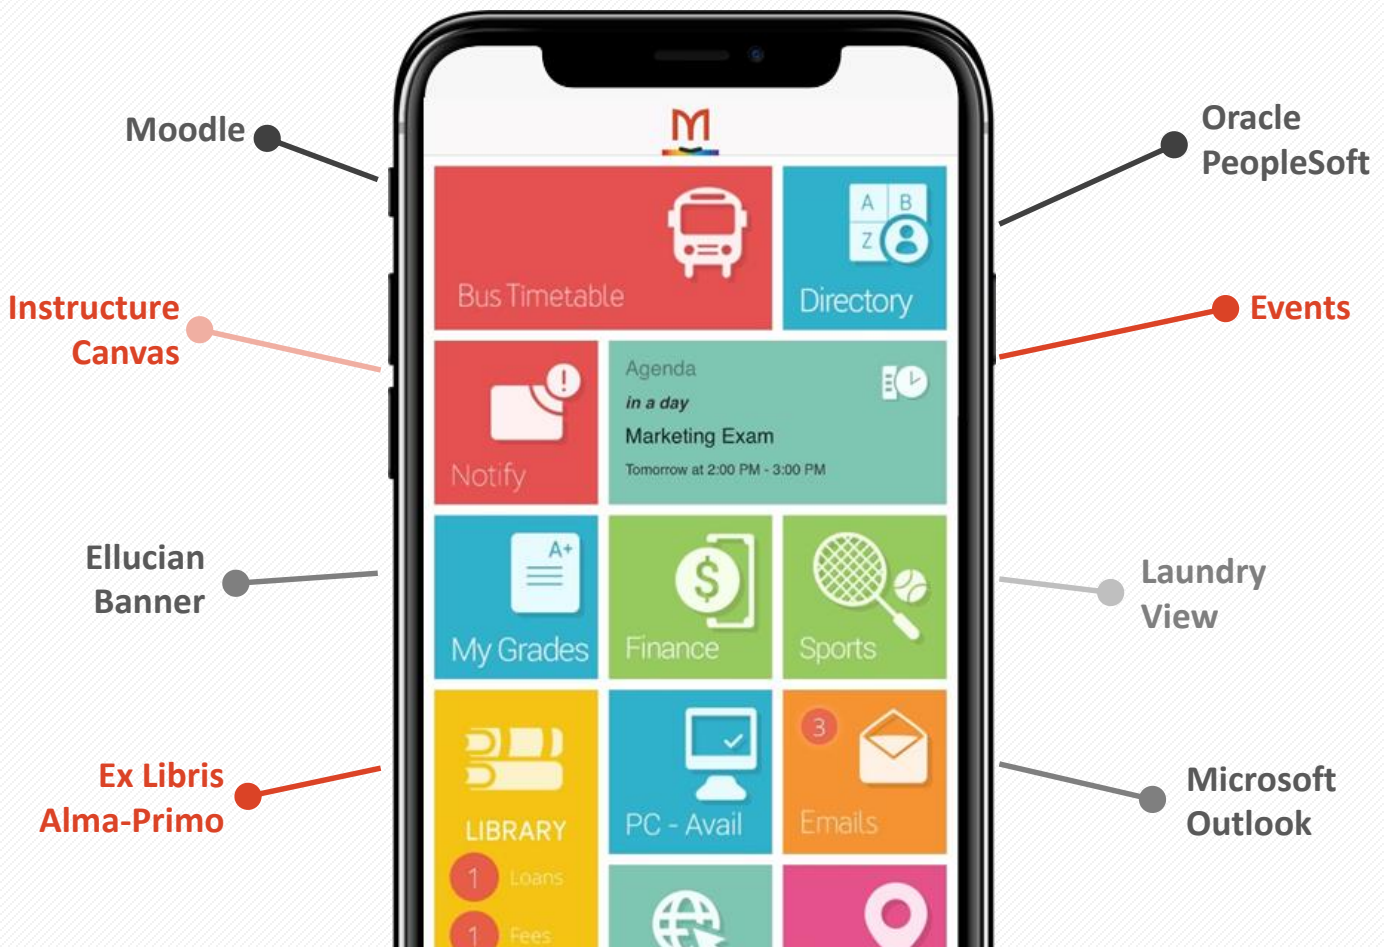 Moodle
Instructure
Canvas
Ellucian
Banner
Ex Libris
Alma-Primo
M
Bus Timetable
A B
Z
Directory
!
Notify
Agenda
in a day
Marketing Exam
Tomorrow at 2:00 PM - 3:00 PM
A+
My Grades
$
Finance
Sports
LIBRARY
1 Loans
1 Fees
PC - Avail
3
Emails
Oracle
PeopleSoft
Events
Laundry
View
Microsoft
Outlook